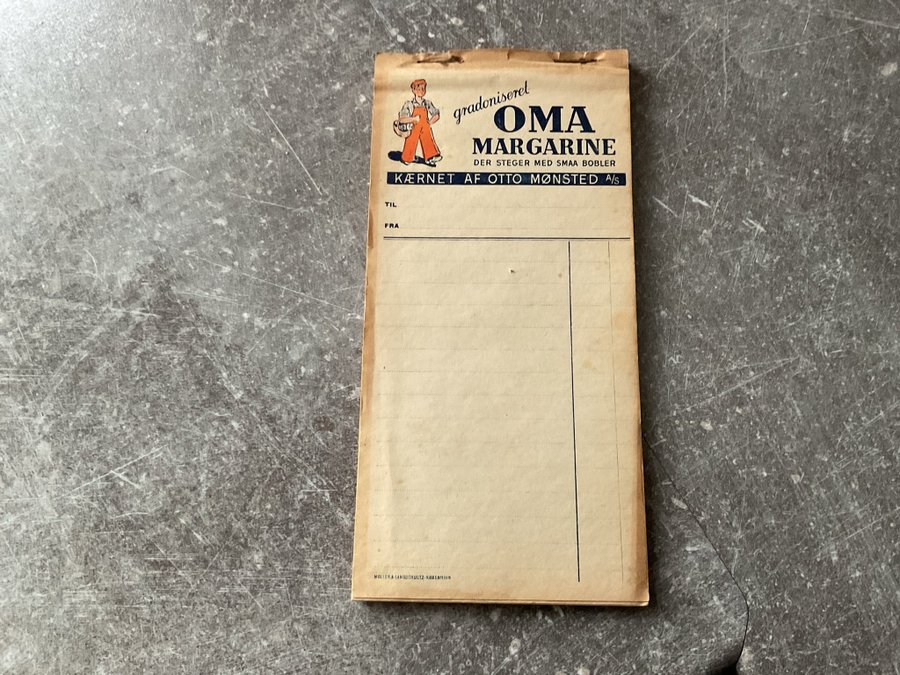 gradoniseret
OMA
MARGARINE
DER STEGER MED SMAA BOBLER
KÆRNET AF OTTO MØNSTED A/S
TIL
FRA